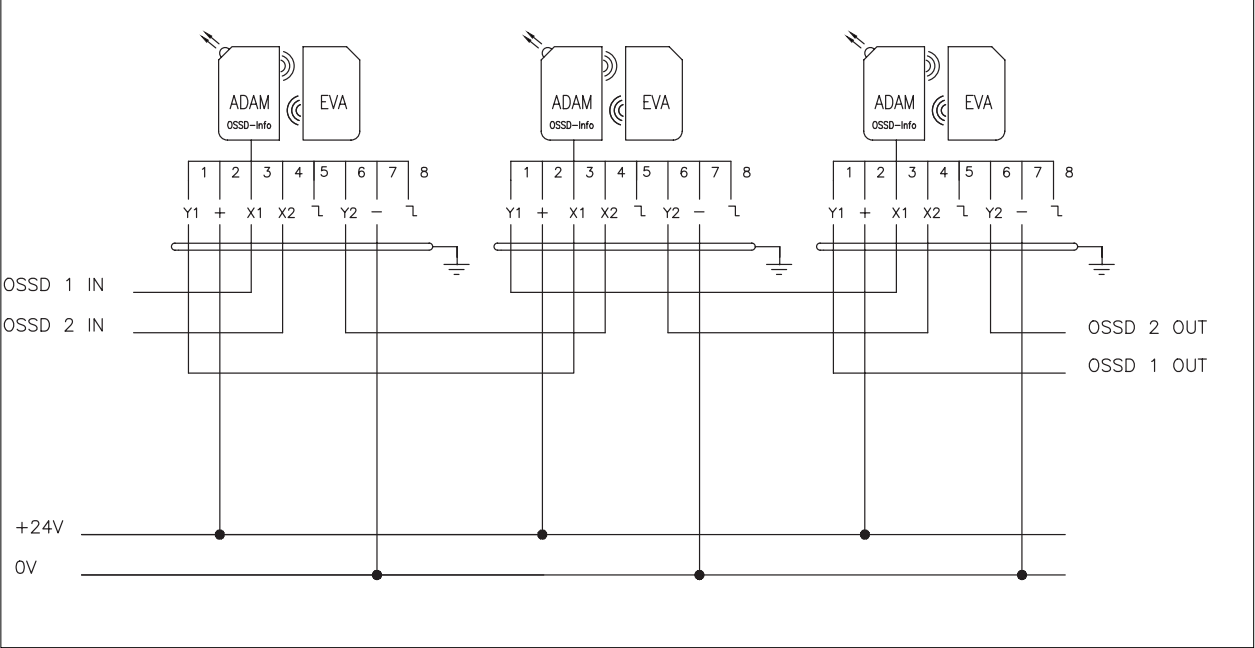 ADAM EVA ADAM EVA ADAM EVA
OSSD-Info OSSD-Info OSSD-Info
1 2 3 4 5 6 7 8 1 2 3 4 5 6 7 8 1 2 3 4 5 6 7 8
Y1 + X1 X2 Y2 − Y1 + X1 X2 Y2 − Y1 + X1 X2 Y2 −
OSSD 1 IN
OSSD 2 IN
OSSD 2 OUT
OSSD 1 OUT
+24V
0V